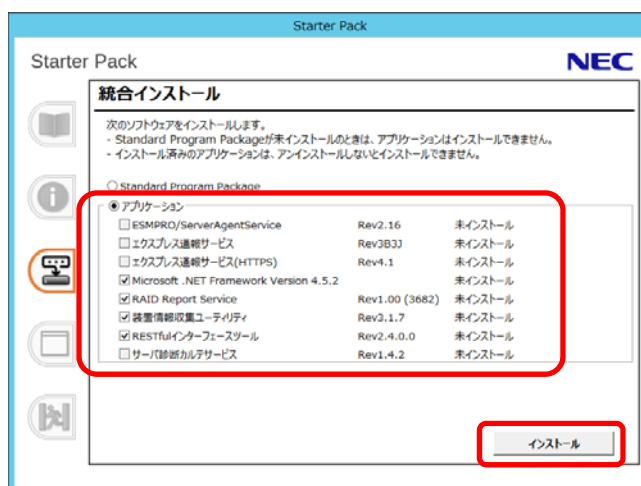 Starter Pack
Starter Pack NEC
統合インストール
次のソフトウェアをインストールします。
- Standard Program Packageが未インストールのときは、アプリケーションはインストールできません。
- インストール済みのアプリケーションは、アンインストールしないとインストールできません。
Standard Program Package
アプリケーション
ESMPRO/ServerAgentService Rev2.16 未インストール
エクスプレス通報サービス Rev3B3J 未インストール
エクスプレス通報サービス(HTTPS) Rev4.1 未インストール
Microsoft .NET Framework Version 4.5.2 未インストール
RAID Report Service Rev1.00 (3682) 未インストール
装置情報収集ユーティリティ Rev3.1.7 未インストール
RESTfulインターフェースツール Rev2.4.0.0 未インストール
サーバ診断カルテサービス Rev1.4.2 未インストール
インストール